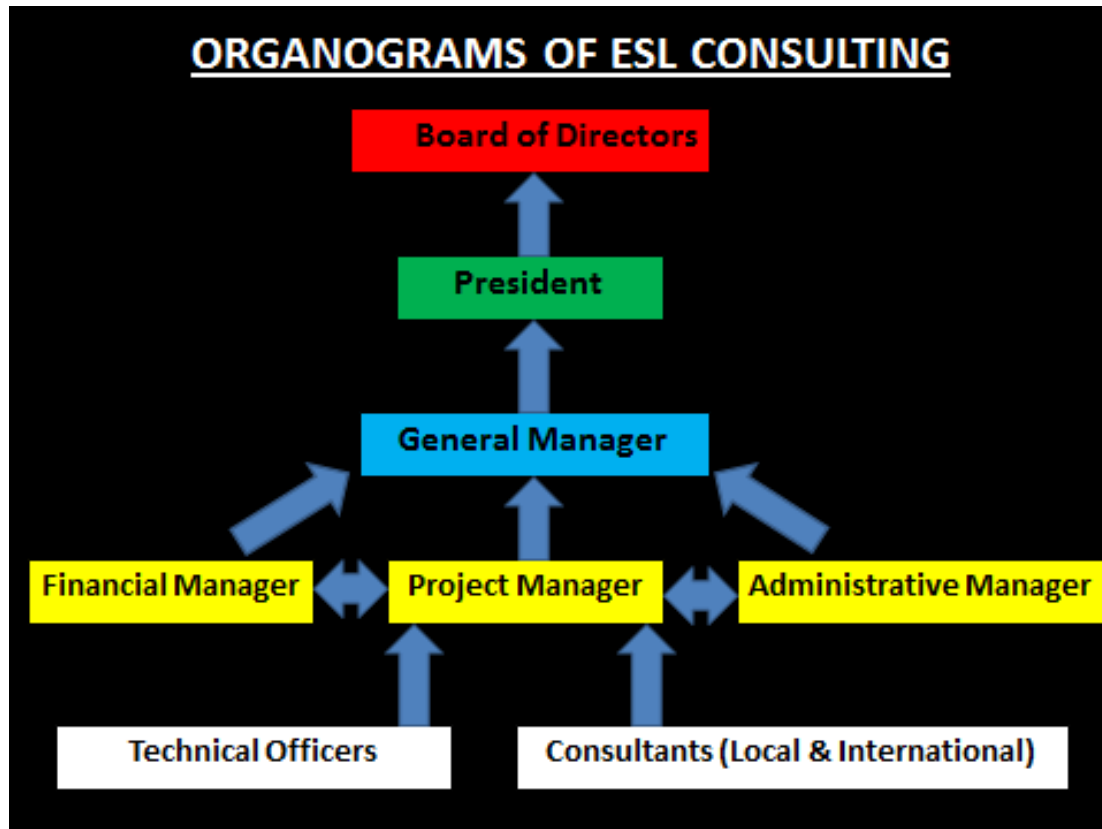 ORGANOGRAMS OF ESL CONSULTING
Board of Directors
President
General Manager
Financial Manager
Project Manager
Administrative Manager
Technical Officers
Consultants (Local & International)